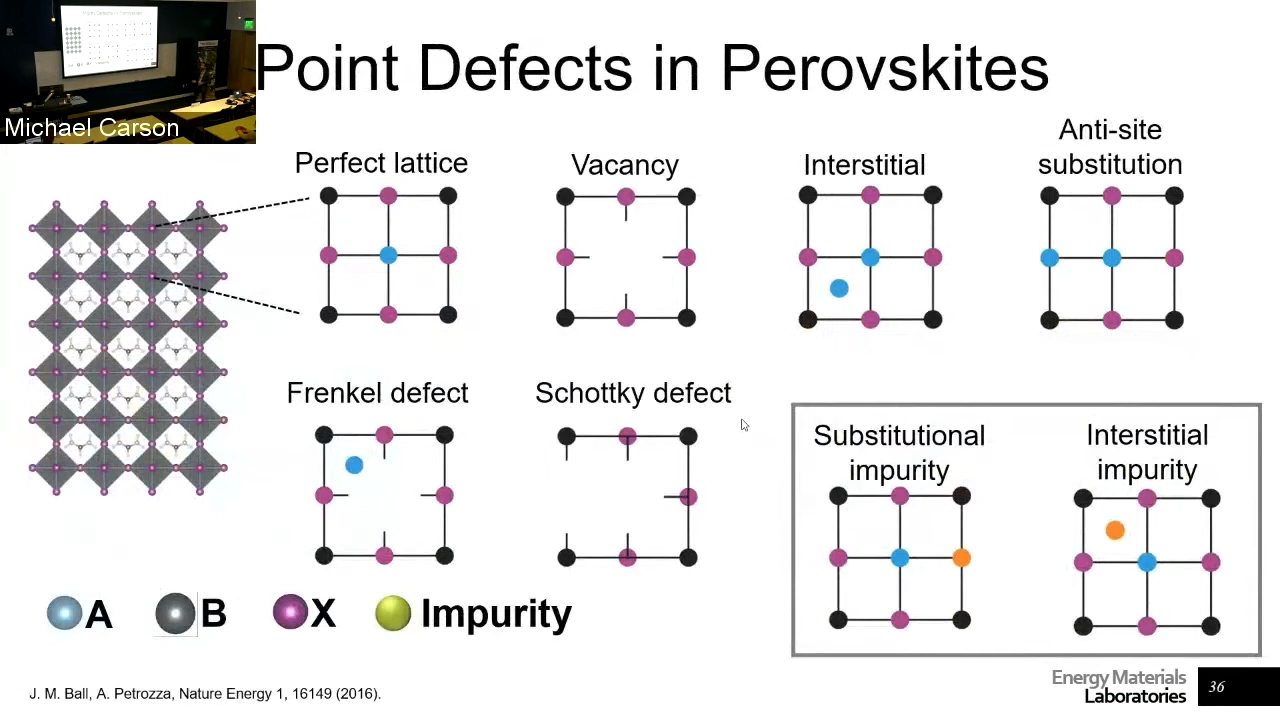 Point Defects in Perovskites
Michael Carson
Perfect lattice
Vacancy
Interstitial
Anti-site
substitution
Frenkel defect
Schottky defect
Substitutional
impurity
Interstitial
impurity
A
B
X
Impurity
J. M. Ball, A. Petrozza, Nature Energy 1, 16149 (2016).
Energy Materials
Laboratories
36